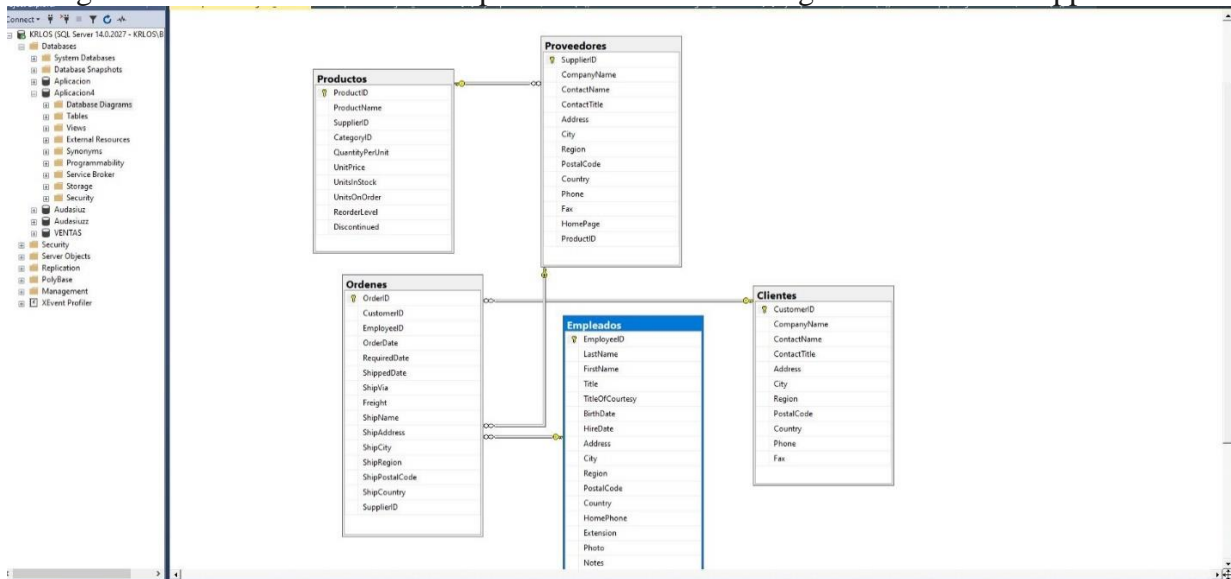 Connect
KRLOS (SQL Server 14.0.2027 - KRLOS\B
Databases
System Databases
Database Snapshots
Aplicacion
Aplicacion4
Database Diagrams
Tables
Views
External Resources
Synonyms
Programmability
Service Broker
Storage
Security
Audasiuz
Audesiuzz
VENTAS
Security
Server Objects
Replication
PolyBase
Management
XEvent Profiler
Productos
ProductID
ProductName
SupplierID
CategoryID
QuantityPerUnit
UnitPrice
UnitsInStock
UnitsOnOrder
ReorderLevel
Discontinued
Proveedores
SupplierID
CompanyName
ContactName
ContactTitle
Address
City
Region
PostalCode
Country
Phone
Fax
HomePage
ProductID
Ordenes
OrderID
CustomerID
EmployeeID
OrderDate
RequiredDate
ShippedDate
ShipVia
Freight
ShipName
ShipAddress
ShipCity
ShipRegion
ShipPostalCode
ShipCountry
SupplierID
Empleados
EmployeeID
LastName
FirstName
Title
TitleOfCourtesy
BirthDate
HireDate
Address
City
Region
PostalCode
Country
HomePhone
Extension
Photo
Notes
Clientes
CustomerID
CompanyName
ContactName
ContactTitle
Address
City
Region
PostalCode
Country
Phone
Fax